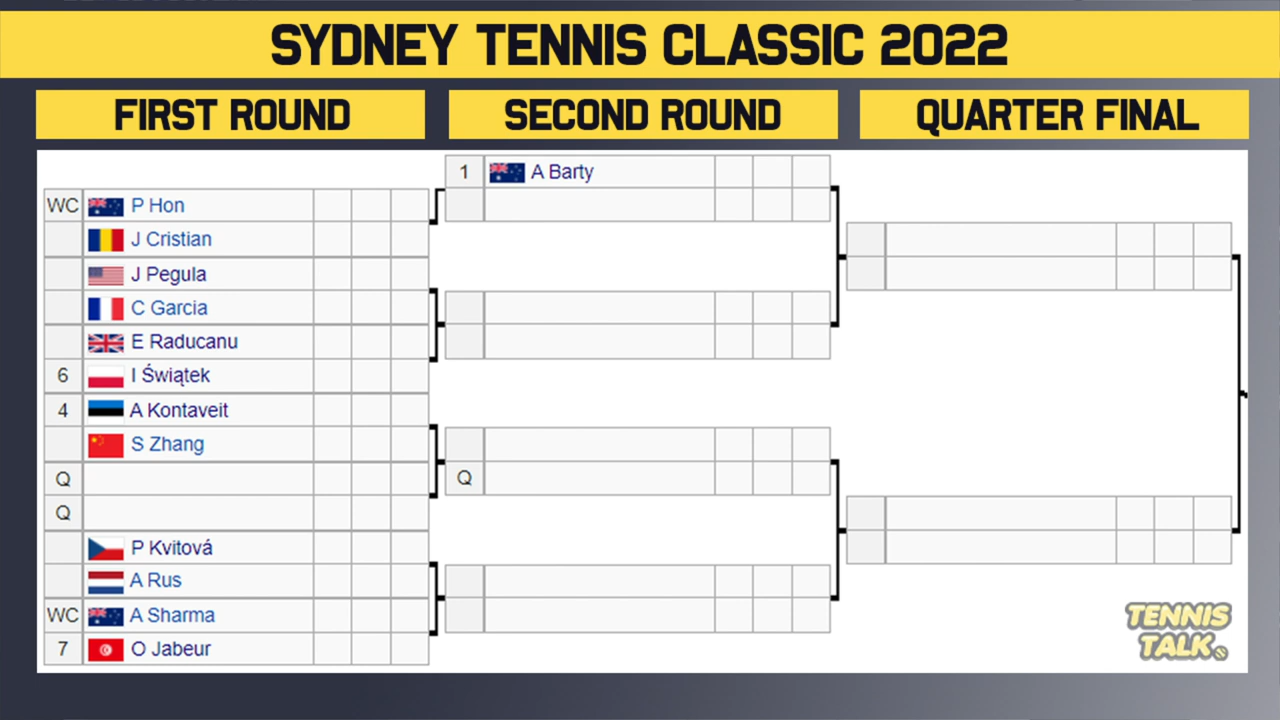 SYDNEY TENNIS CLASSIC 2022
FIRST ROUND
SECOND ROUND
QUARTER FINAL
1 A Barty
WC P Hon
J Cristian
J Pegula
C Garcia
E Raducanu
6 I Świątek
4 A Kontaveit
S Zhang
Q
Q
Q
P Kvitová
A Rus
WC A Sharma
7 O Jabeur
TENNIS
TALK